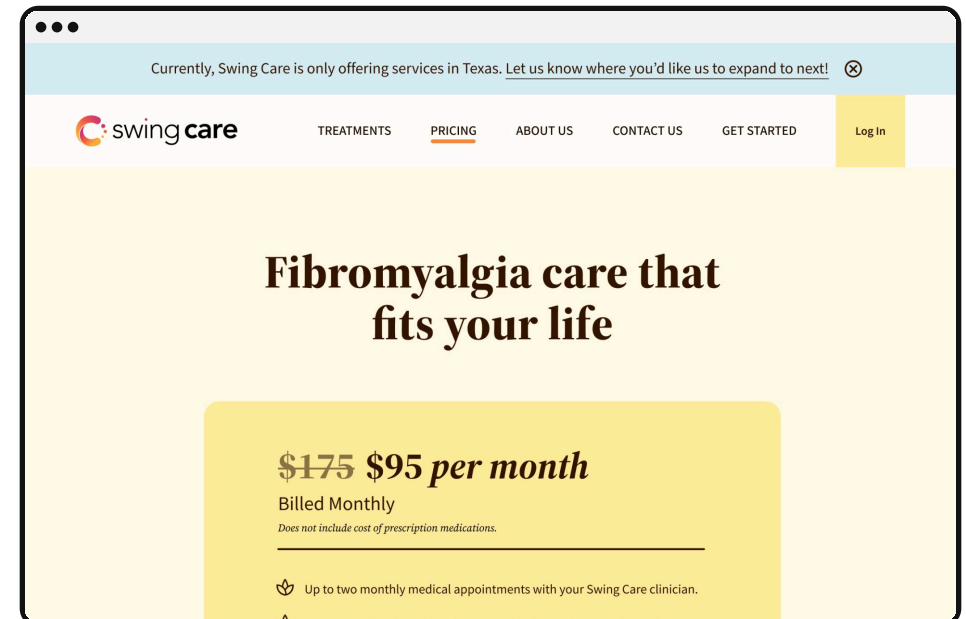 Currently, Swing Care is only offering services in Texas. Let us know where you’d like us to expand to next!
swing care
TREATMENTS PRICING ABOUT US CONTACT US GET STARTED Log In
Fibromyalgia care that
fits your life
$175 $95 per month
Billed Monthly
Does not include cost of prescription medications.
Up to two monthly medical appointments with your Swing Care clinician.